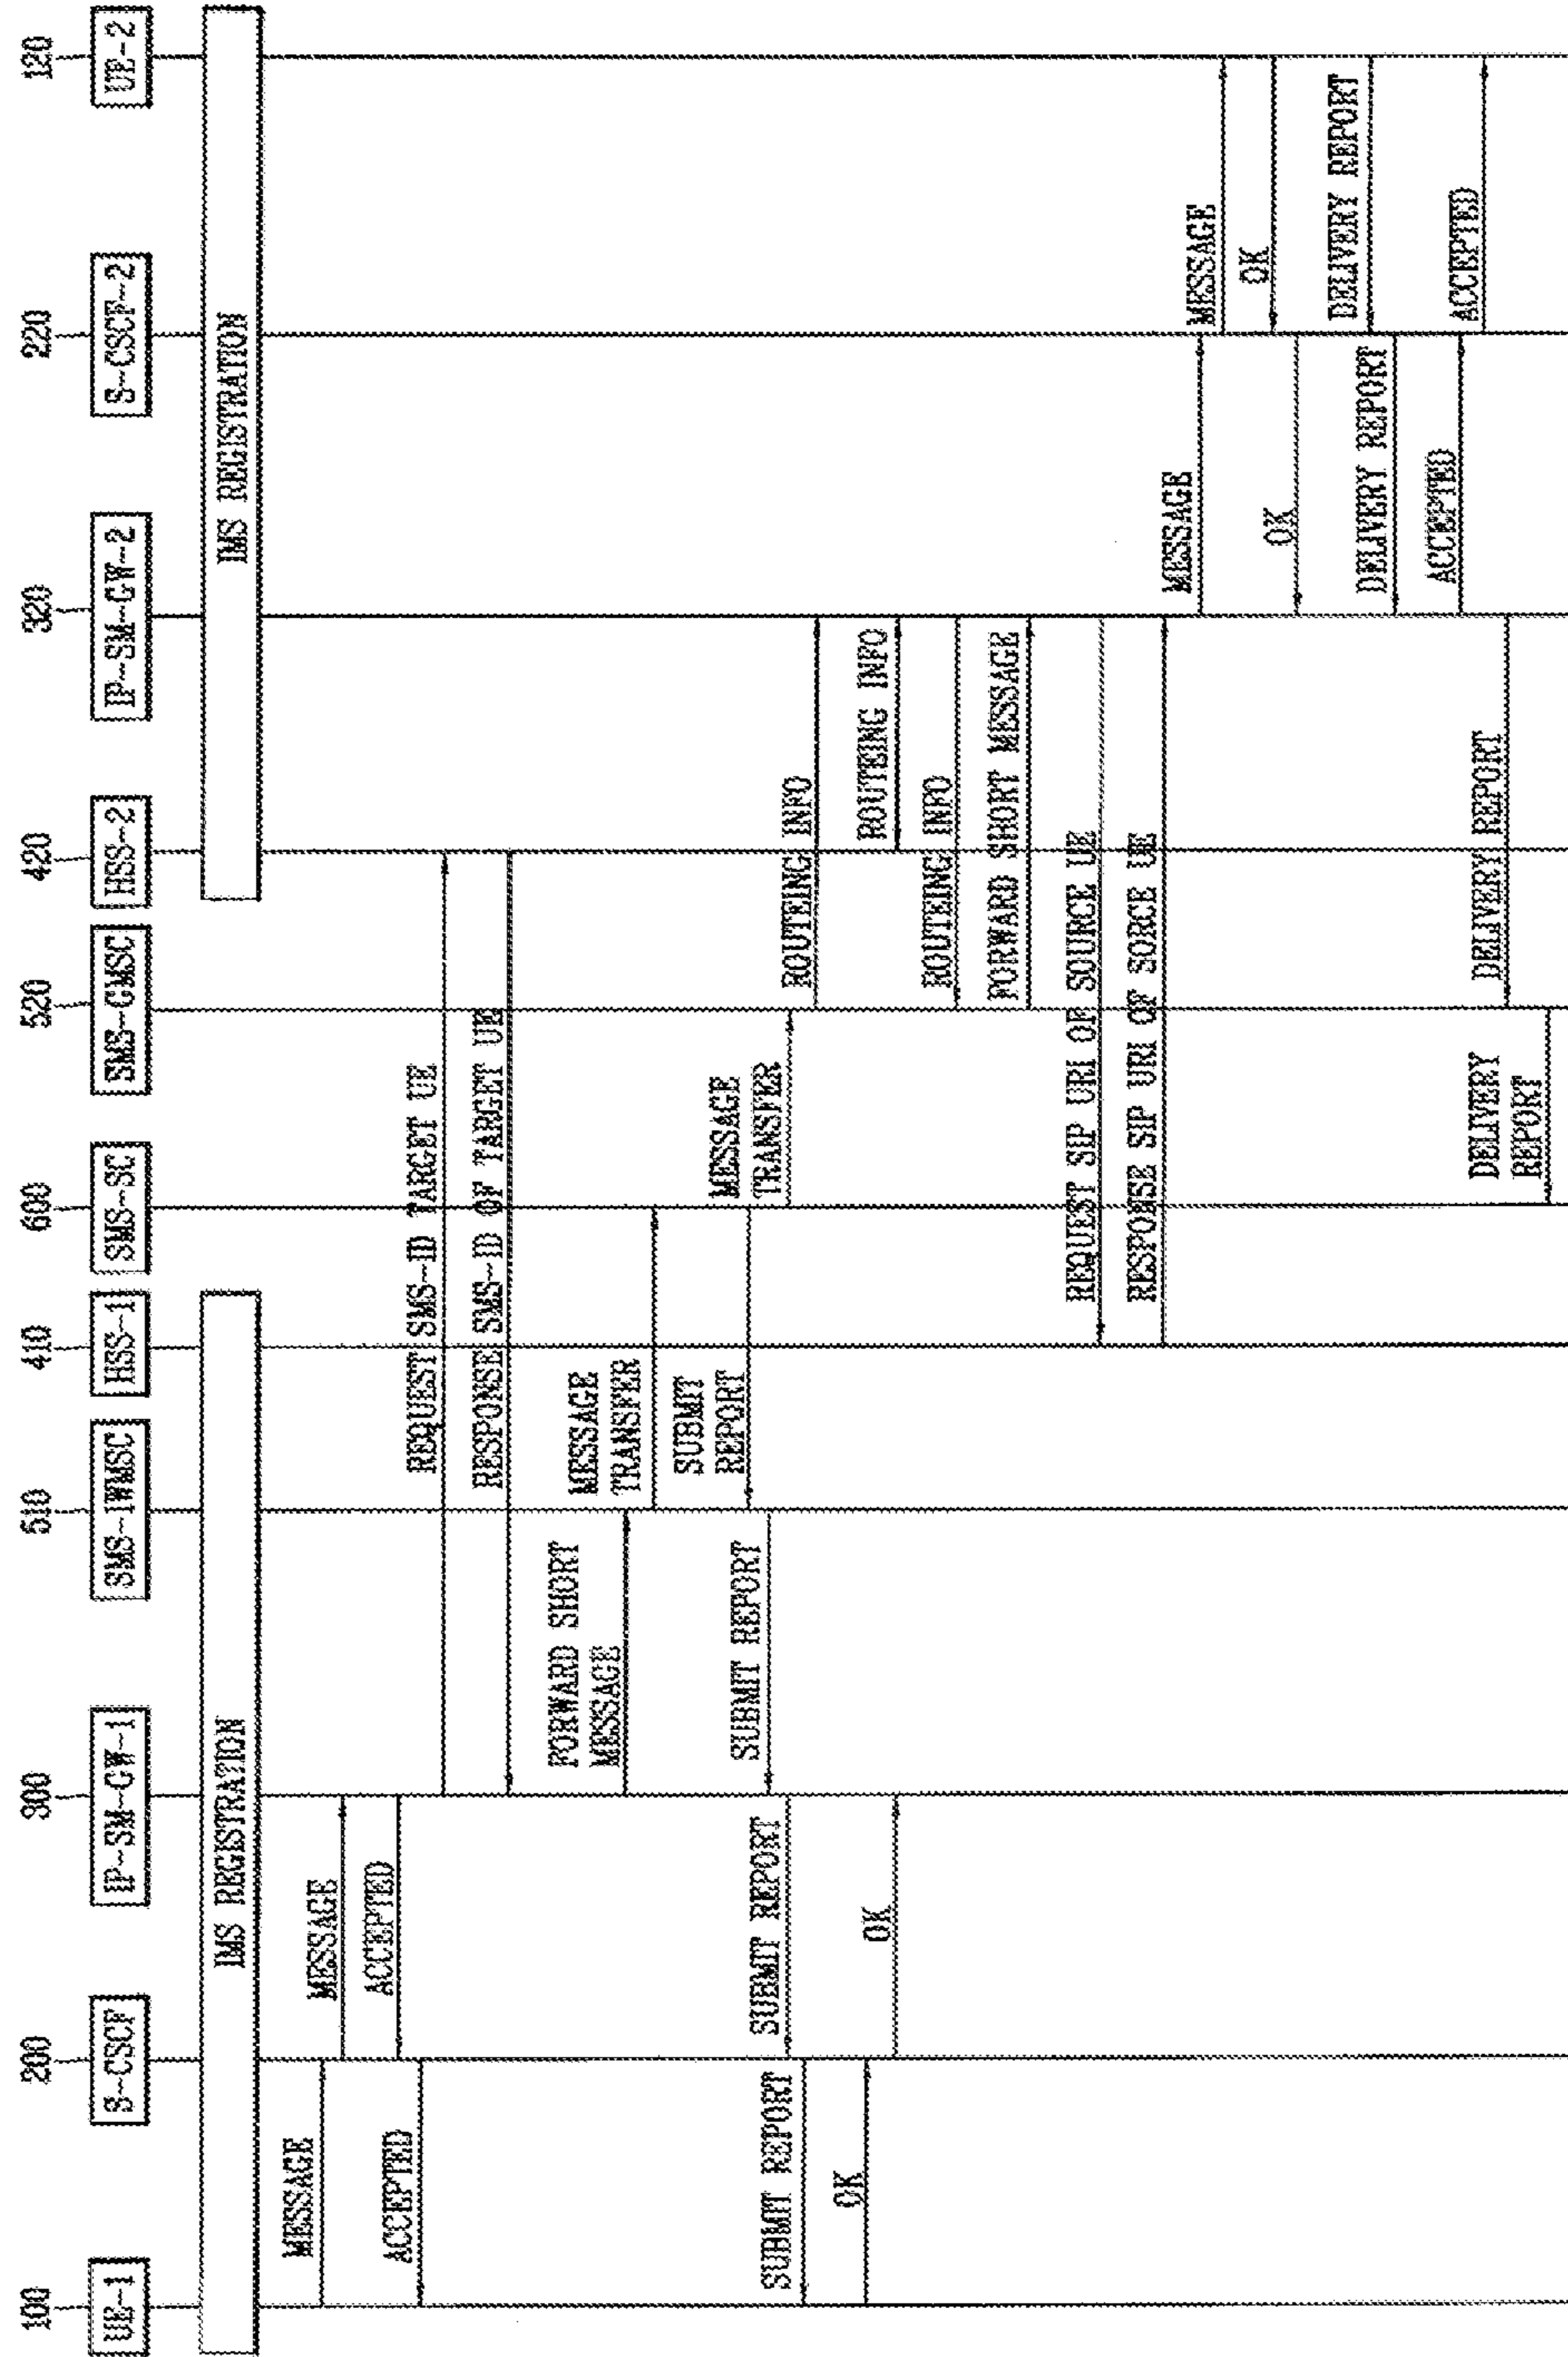 100 200 300 510 410 600 520 420 320 220 120
UE-1 S-CSCF IP-SM-GW-1 SMS-IWMSC HSS-1 SMS-SC SMS-GMSC HSS-2 IP-SM-GW-2 S-CSCF-2 UE-2
IMS REGISTRATION
IMS REGISTRATION
MESSAGE
MESSAGE
ACCEPTED
ACCEPTED
REQUEST SMS-ID TARGET UE
RESPONSE SMS-ID OF TARGET UE
FORWARD SHORT
MESSAGE
MESSAGE
TRANSFER
SUBMIT
REPORT
SUBMIT REPORT
MESSAGE
TRANSFER
SUBMIT REPORT
SUBMIT REPORT
ROUTEING INFO
OK
OK
ROUTEING INFO
ROUTEING INFO
FORWARD SHORT MESSAGE
REQUEST SIP URI OF SOURCE UE
RESPONSE SIP URI OF SORCE UE
MESSAGE
MESSAGE
OK
OK
DELIVERY REPORT
DELIVERY REPORT
ACCEPTED
ACCEPTED
DELIVERY REPORT
DELIVERY
REPORT